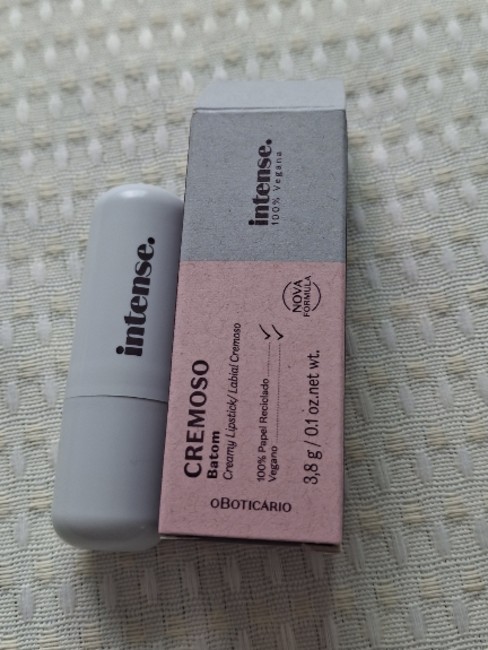 intense.
intense.
100% Vegana
NOVA
FORMULA
CREMOSO
Batom
Creamy Lipstick/ Labial Cremoso
100% Papel Reciclado
Vegano
3,8 g / 0.1 oz.net wt.
oBOTICÁRIO